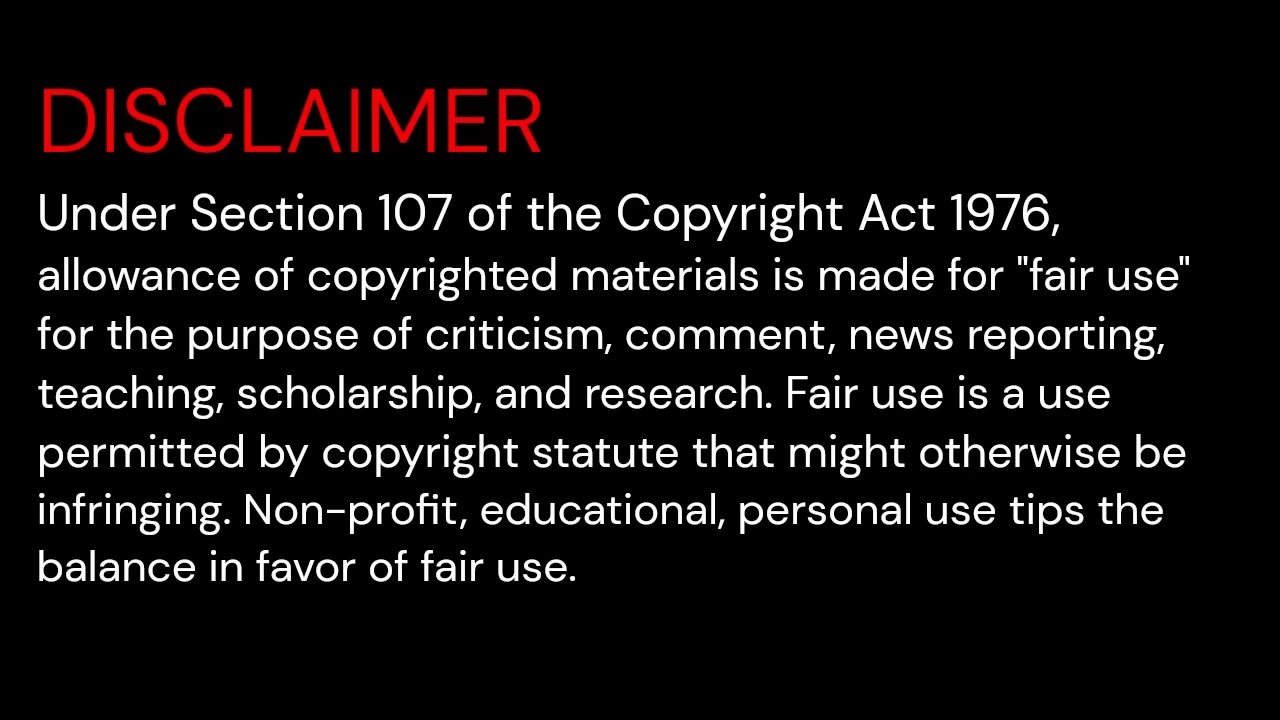 DISCLAIMER
Under Section 107 of the Copyright Act 1976,
allowance of copyrighted materials is made for "fair use"
for the purpose of criticism, comment, news reporting,
teaching, scholarship, and research. Fair use is a use
permitted by copyright statute that might otherwise be
infringing. Non-profit, educational, personal use tips the
balance in favor of fair use.